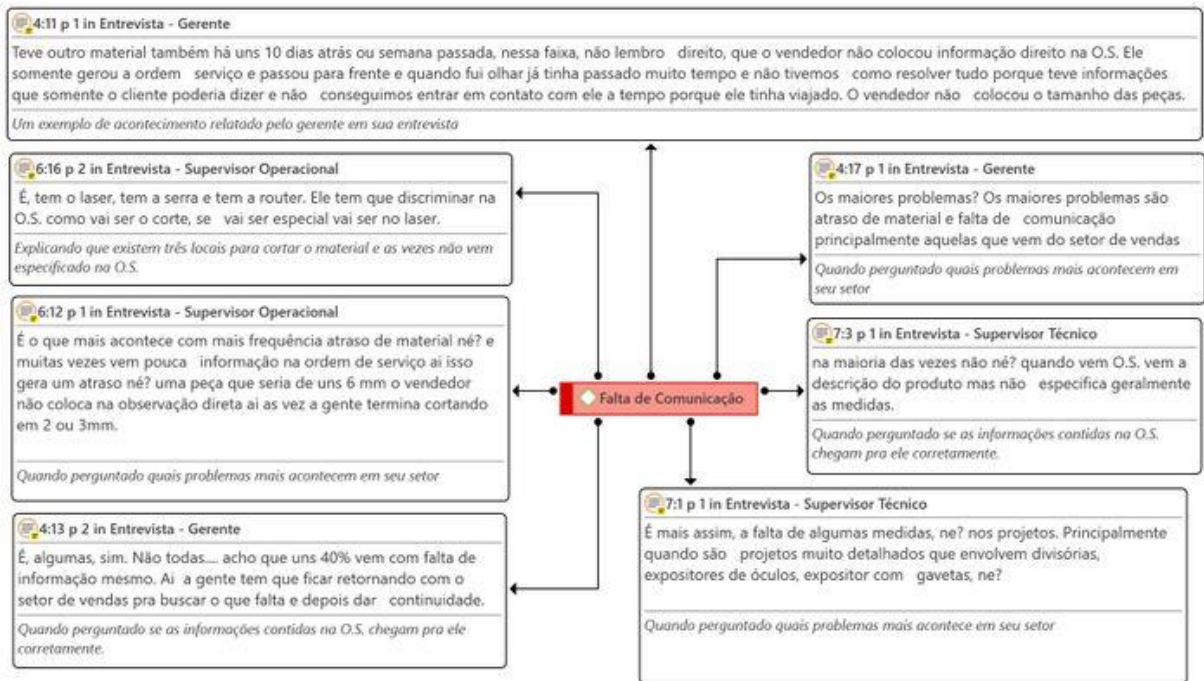 4:11 p 1 in Entrevista - Gerente
Teve outro material também há uns 10 dias atrás ou semana passada, nessa faixa, não lembro direito, que o vendedor não colocou informação direito na O.S. Ele
somente gerou a ordem serviço e passou para frente e quando fui olhar já tinha passado muito tempo e não tivemos como resolver tudo porque teve informações
que somente o cliente poderia dizer e não conseguimos entrar em contato com ele a tempo porque ele tinha viajado. O vendedor não colocou o tamanho das peças.
Um exemplo de acontecimento relatado pelo gerente em sua entrevista
6:16 p 2 in Entrevista - Supervisor Operacional
É, tem o laser, tem a serra e tem a router. Ele tem que discriminar na
O.S. como vai ser o corte, se vai ser especial vai ser no laser.
Explicando que existem três locais para cortar o material e as vezes não vem
especificado na O.S.
4:17 p 1 in Entrevista - Gerente
Os maiores problemas? Os maiores problemas são
atraso de material e falta de comunicação
principalmente aquelas que vem do setor de vendas
Quando perguntado quais problemas mais acontecem em
seu setor
6:12 p 1 in Entrevista - Supervisor Operacional
É o que mais acontece com mais frequência atraso de material né? e
muitas vezes vem pouca informação na ordem de serviço ai isso
gera um atraso né? uma peça que seria de uns 6 mm o vendedor
não coloca na observação direta ai as vez a gente termina cortando
em 2 ou 3mm.
Quando perguntado quais problemas mais acontecem em seu setor
Falta de Comunicação
7:3 p 1 in Entrevista - Supervisor Técnico
na maioria das vezes não né? quando vem O.S. vem a
descrição do produto mas não especifica geralmente
as medidas.
Quando perguntado se as informações contidas na O.S.
chegam pra ele corretamente.
4:13 p 2 in Entrevista - Gerente
É, algumas, sim. Não todas.... acho que uns 40% vem com falta de
informação mesmo. Ai a gente tem que ficar retornando com o
setor de vendas pra buscar o que falta e depois dar continuidade.
Quando perguntado se as informações contidas na O.S. chegam pra ele
corretamente.
7:1 p 1 in Entrevista - Supervisor Técnico
É mais assim, a falta de algumas medidas, ne? nos projetos. Principalmente
quando são projetos muito detalhados que envolvem divisórias,
expositores de óculos, expositor com gavetas, ne?
Quando perguntado quais problemas mais acontece em seu setor